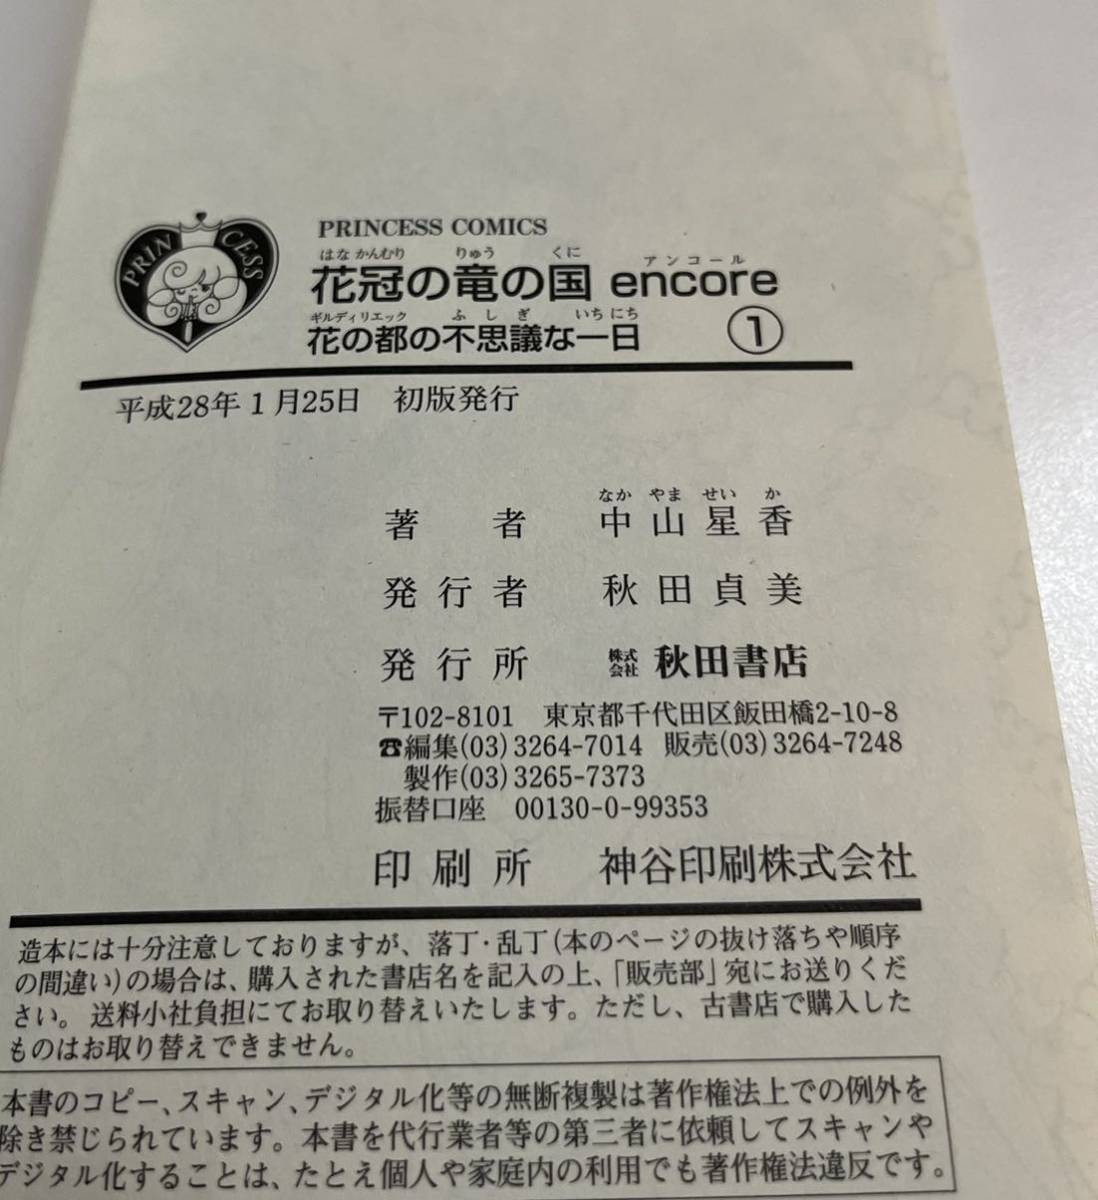 PRINCESS
PRINCESS COMICS
はなかんむり りゅう くに アンコール
花冠の竜の国 encore
ギルディリエック ふしぎ いちにち
花の都の不思議な一日 ①
平成28年1月25日 初版発行
なか やま せい か
著者 中山星香
発行者 秋田貞美
発行所 株式会社 秋田書店
〒102-8101 東京都千代田区飯田橋2-10-8
☎編集(03)3264-7014 販売(03)3264-7248
製作(03)3265-7373
振替口座 00130-0-99353
印刷所 神谷印刷株式会社
造本には十分注意しておりますが、落丁・乱丁(本のページの抜け落ちや順序
の間違い)の場合は、購入された書店名を記入の上、「販売部」宛にお送りくだ
さい。送料小社負担にてお取り替えいたします。ただし、古書店で購入した
ものはお取り替えできません。
本書のコピー、スキャン、デジタル化等の無断複製は著作権法上での例外を
除き禁じられています。本書を代行業者等の第三者に依頼してスキャンや
デジタル化することは、たとえ個人や家庭内の利用でも著作権法違反です。